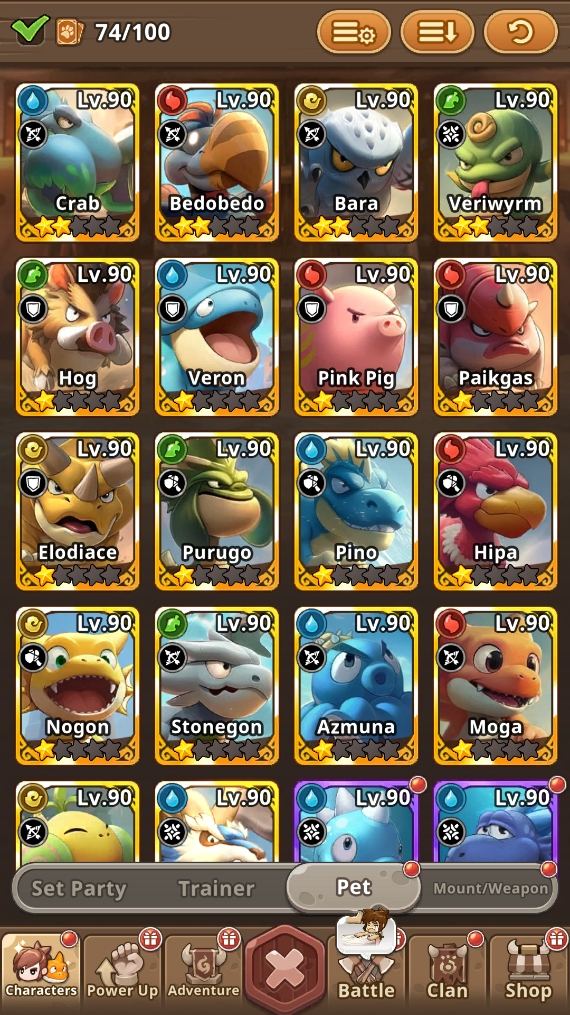 74/100
Lv.90 Lv.90 Lv.90 Lv.90
Crab Bedobedo Bara Veriwyrm
Lv.90 Lv.90 Lv.90 Lv.90
Hog Veron Pink Pig Paikgas
Lv.90 Lv.90 Lv.90 Lv.90
Elodiace Purugo Pino Hipa
Lv.90 Lv.90 Lv.90 Lv.90
Nogon Stonegon Azmuna Moga
Lv.90 Lv.90 Lv.90 Lv.90
Set Party Trainer Pet Mount/Weapon
Characters Power Up Adventure Battle Clan Shop